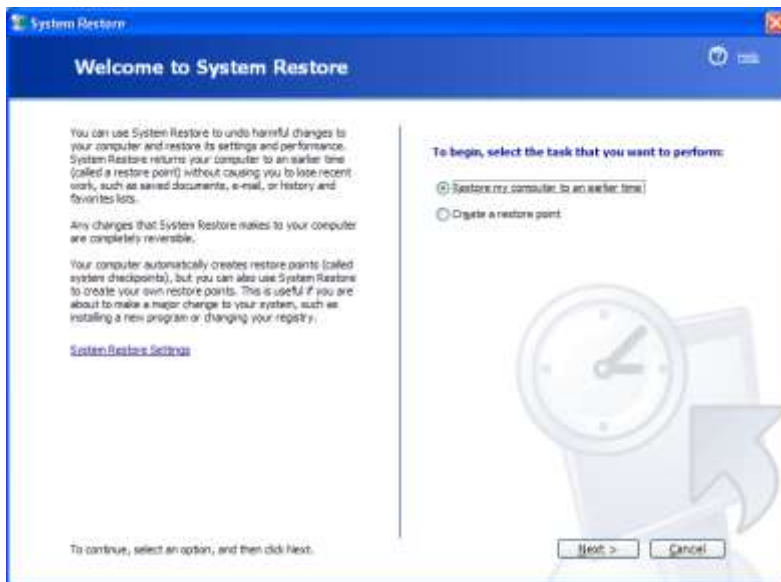 System Restore
Welcome to System Restore
Help
You can use System Restore to undo harmful changes to
your computer and restore its settings and performance.
System Restore returns your computer to an earlier time
(called a restore point) without causing you to lose recent
work, such as saved documents, e-mail, or history and
favorites lists.
Any changes that System Restore makes to your computer
are completely reversible.
Your computer automatically creates restore points (called
system checkpoints), but you can also use System Restore
to create your own restore points. This is useful if you are
about to make a major change to your system, such as
installing a new program or changing your registry.
System Restore Settings
To begin, select the task that you want to perform:
Restore my computer to an earlier time
Create a restore point
To continue, select an option, and then click Next.
Next >
Cancel